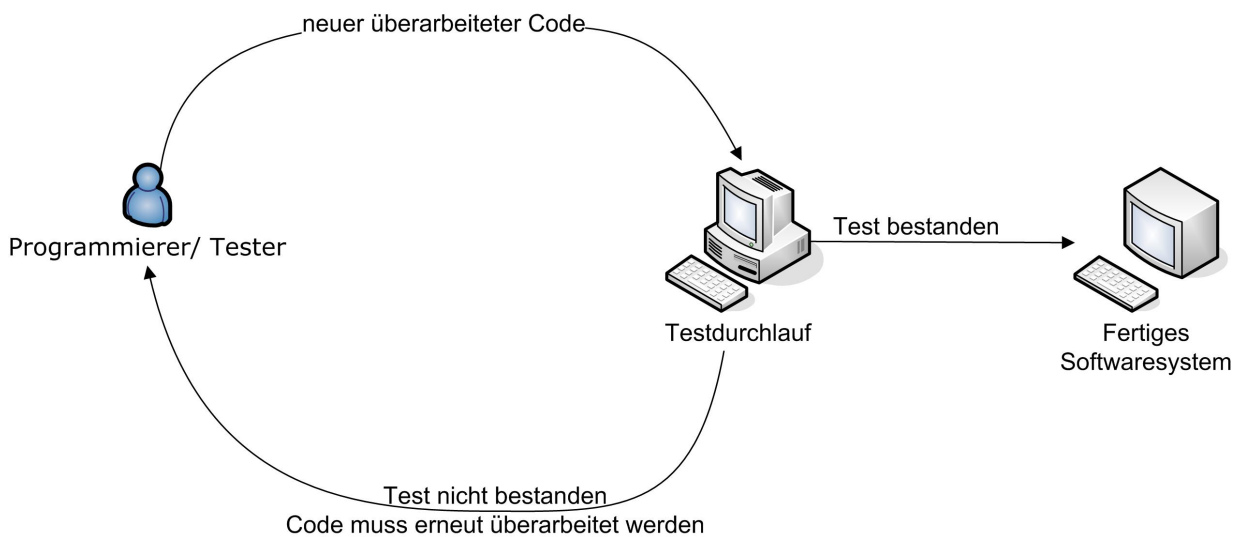 neuer überarbeiteter Code
Programmierer/ Tester
Test bestanden
Testdurchlauf
Fertiges
Softwaresystem
Test nicht bestanden
Code muss erneut überarbeitet werden